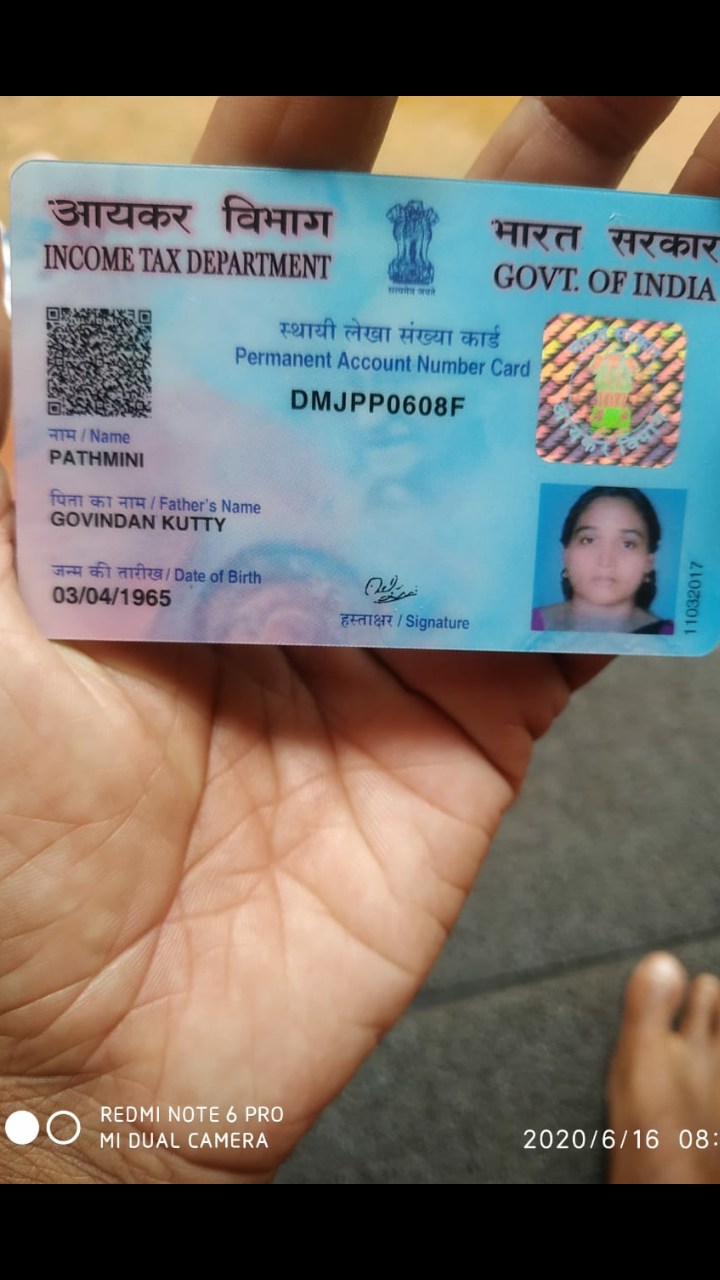 आयकर विभाग
INCOME TAX DEPARTMENT
सत्यमेव जयते
भारत सरकार
GOVT. OF INDIA
स्थायी लेखा संख्या कार्ड
Permanent Account Number Card
DMJPP0608F
नाम / Name
PATHMINI
पिता का नाम / Father's Name
GOVINDAN KUTTY
जन्म की तारीख / Date of Birth
03/04/1965
हस्ताक्षर / Signature
11032017
REDMI NOTE 6 PRO
MI DUAL CAMERA
2020/6/16 08: